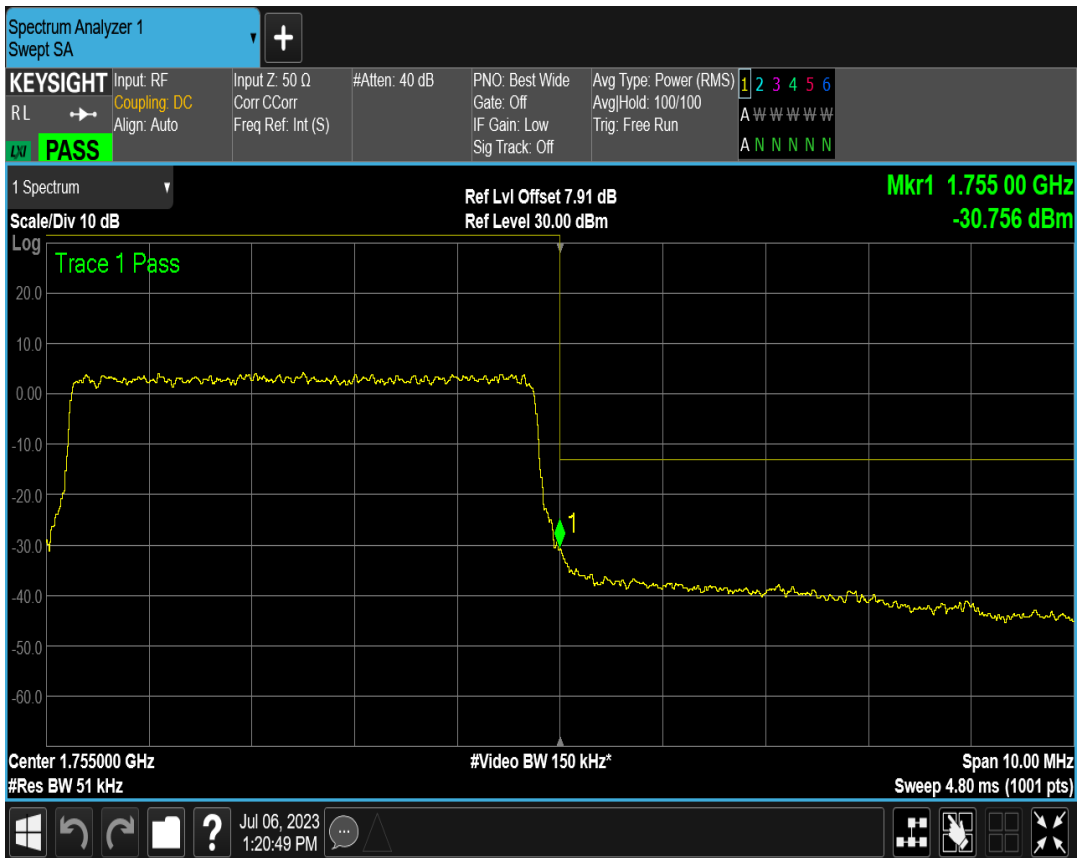 Spectrum Analyzer 1
Swept SA
+
KEYSIGHT
RL
LXI PASS
Input: RF
Coupling: DC
Align: Auto
Input Z: 50 Ω
Corr CCorr
Freq Ref: Int (S)
#Atten: 40 dB
PNO: Best Wide
Gate: Off
IF Gain: Low
Sig Track: Off
Avg Type: Power (RMS)
Avg|Hold: 100/100
Trig: Free Run
1 2 3 4 5 6
A W W W W W
A N N N N N
1 Spectrum
Scale/Div 10 dB
Ref Lvl Offset 7.91 dB
Ref Level 30.00 dBm
Mkr1 1.755 00 GHz
-30.756 dBm
Log
Trace 1 Pass
20.0
10.0
0.00
-10.0
-20.0
1
-30.0
-40.0
-50.0
-60.0
Center 1.755000 GHz
#Res BW 51 kHz
#Video BW 150 kHz*
Span 10.00 MHz
Sweep 4.80 ms (1001 pts)
?
Jul 06, 2023
1:20:49 PM